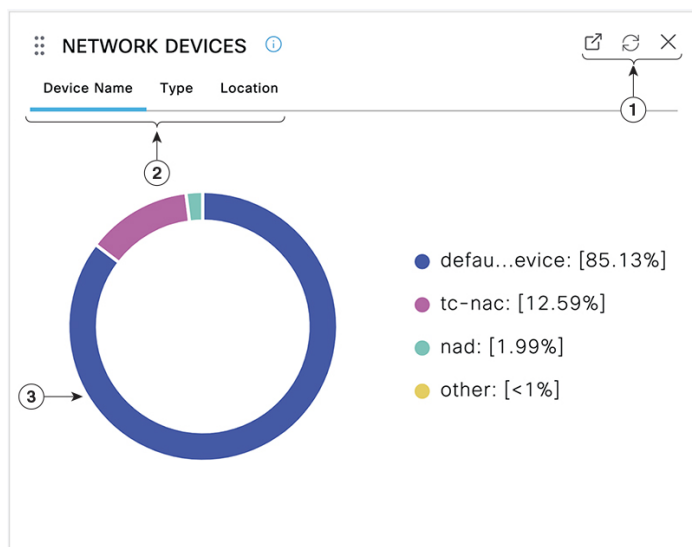 NETWORK DEVICES
Device Name Type Location
1
2
defau...evice: [85.13%]
tc-nac: [12.59%]
nad: [1.99%]
other: [<1%]
3